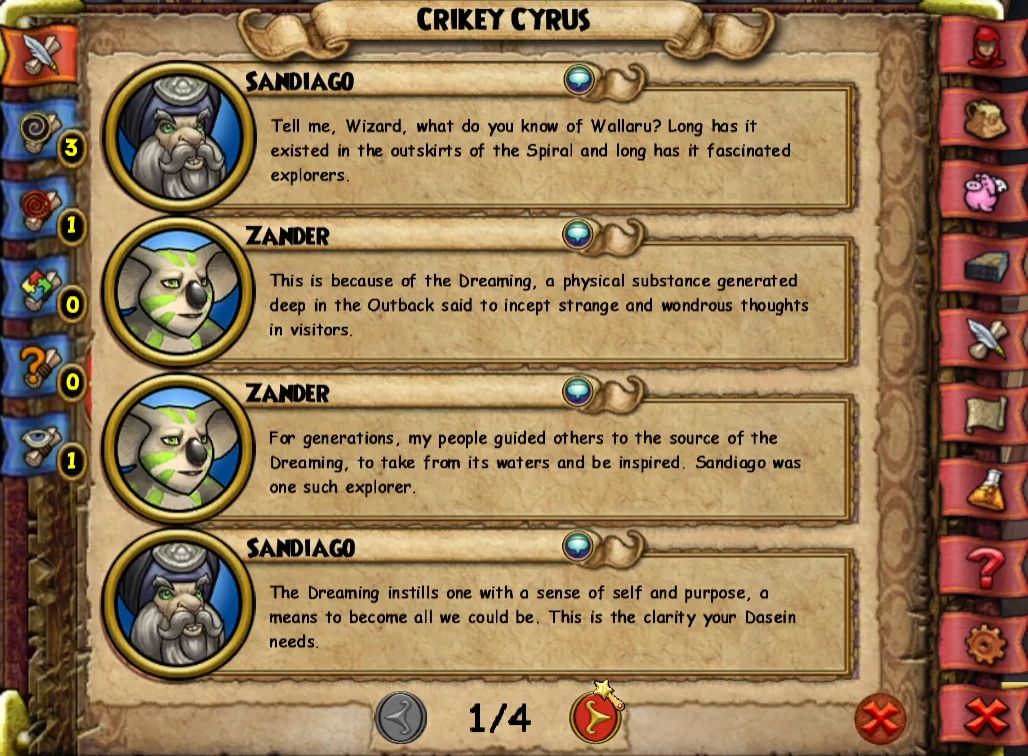 CRIKEY CYRUS
SANDIAGO
Tell me, Wizard, what do you know of Wallaru? Long has it
existed in the outskirts of the Spiral and long has it fascinated
explorers.
3
1
ZANDER
This is because of the Dreaming, a physical substance generated
deep in the Outback said to incept strange and wondrous thoughts
in visitors.
0
0
ZANDER
For generations, my people guided others to the source of the
Dreaming, to take from its waters and be inspired. Sandiago was
one such explorer.
1
SANDIAGO
The Dreaming instills one with a sense of self and purpose, a
means to become all we could be. This is the clarity your Dasein
needs.
1/4